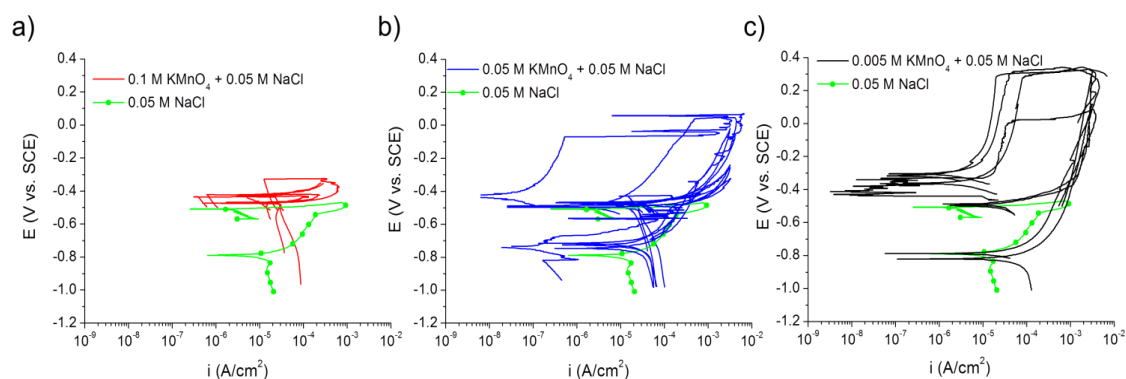 a)
0.4
0.2
0.0
-0.2
-0.4
-0.6
-0.8
-1.0
-1.2
E (V vs. SCE)
0.1 M KMnO₄ + 0.05 M NaCl
0.05 M NaCl
10⁻⁹ 10⁻⁸ 10⁻⁷ 10⁻⁶ 10⁻⁵ 10⁻⁴ 10⁻³ 10⁻²
i (A/cm²)
b)
0.4
0.2
0.0
-0.2
-0.4
-0.6
-0.8
-1.0
-1.2
E (V vs. SCE)
0.05 M KMnO₄ + 0.05 M NaCl
0.05 M NaCl
10⁻⁹ 10⁻⁸ 10⁻⁷ 10⁻⁶ 10⁻⁵ 10⁻⁴ 10⁻³ 10⁻²
i (A/cm²)
c)
0.4
0.2
0.0
-0.2
-0.4
-0.6
-0.8
-1.0
-1.2
E (V vs. SCE)
0.005 M KMnO₄ + 0.05 M NaCl
0.05 M NaCl
10⁻⁹ 10⁻⁸ 10⁻⁷ 10⁻⁶ 10⁻⁵ 10⁻⁴ 10⁻³ 10⁻²
i (A/cm²)